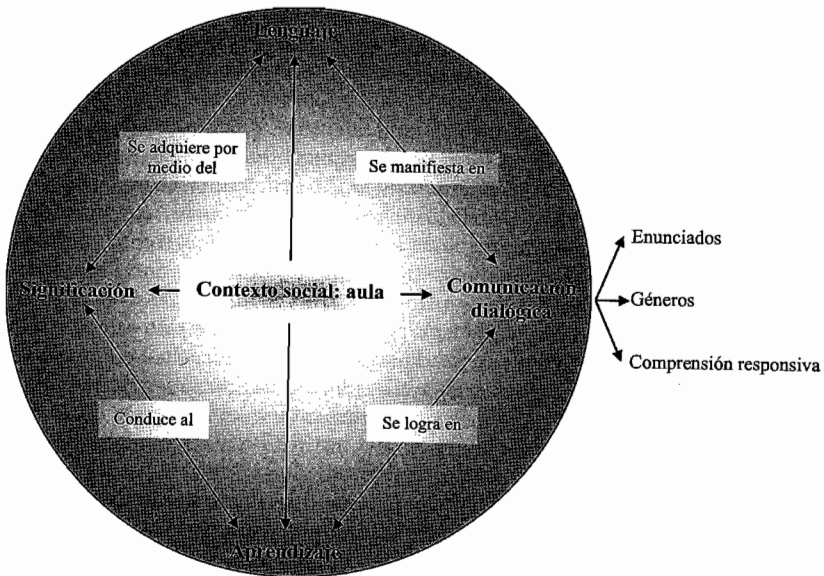 Lenguaje
Se adquiere por
medio del
Se manifiesta en
Enunciados
Significación
Contexto social: aula
Comunicación
dialógica
Géneros
Comprensión responsiva
Conduce al
Se logra en
Aprendizaje